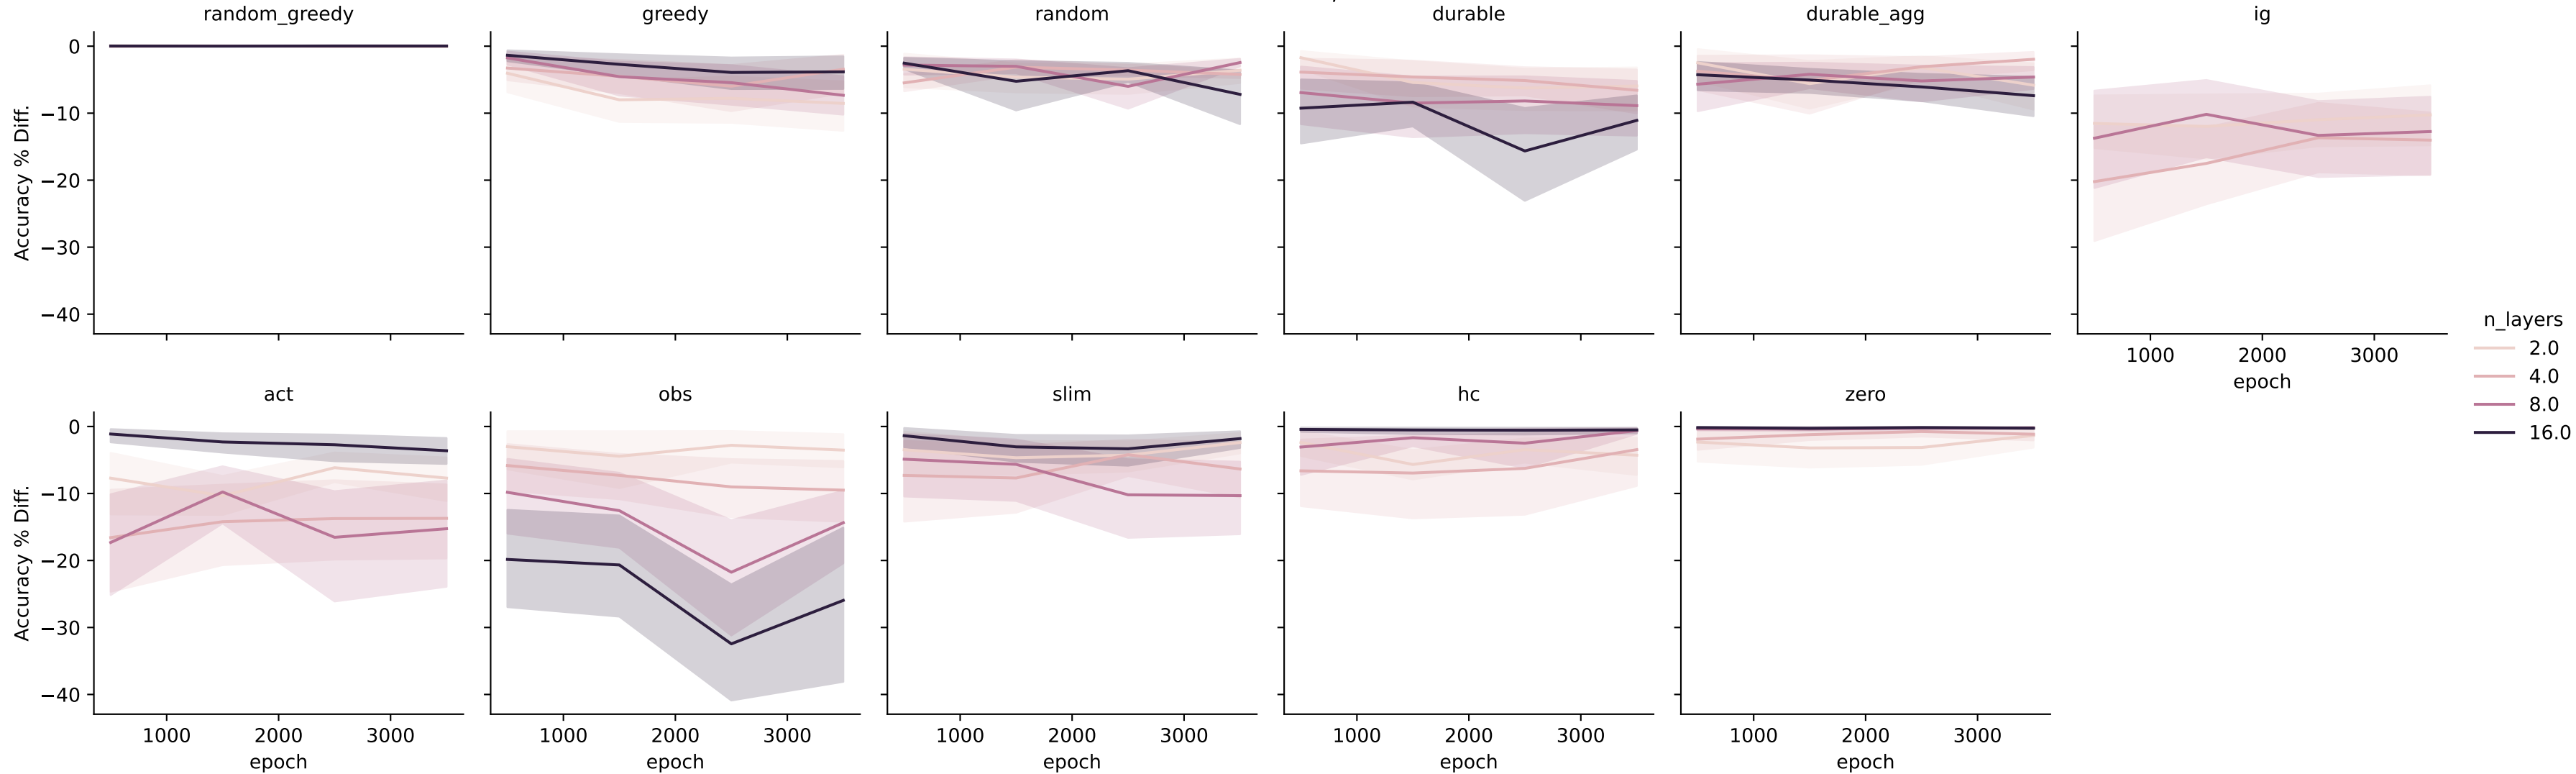 random_greedy
greedy
random
durable
durable_agg
ig
Accuracy % Diff.
0
−10
−20
−30
−40
1000
2000
3000
epoch
n_layers
2.0
4.0
8.0
16.0
act
obs
slim
hc
zero
Accuracy % Diff.
0
−10
−20
−30
−40
1000
2000
3000
epoch
1000
2000
3000
epoch
1000
2000
3000
epoch
1000
2000
3000
epoch
1000
2000
3000
epoch